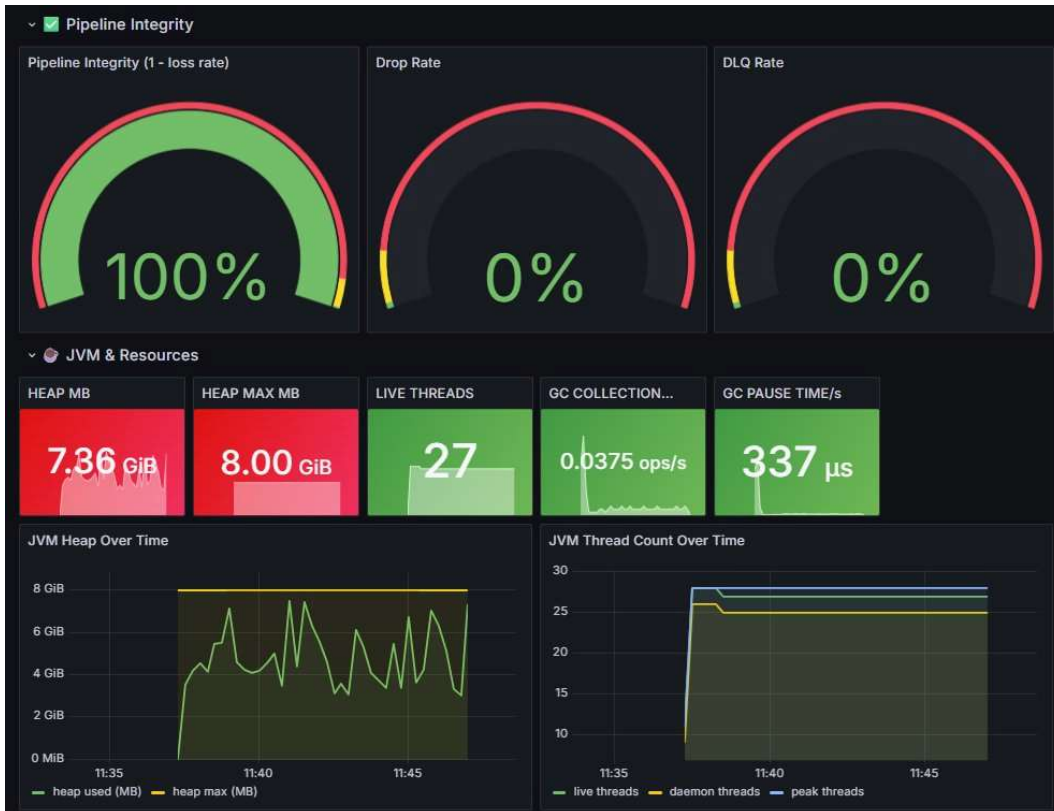 Pipeline Integrity
Pipeline Integrity (1 - loss rate)
Drop Rate
DLQ Rate
100%
0%
0%
JVM & Resources
HEAP MB
HEAP MAX MB
LIVE THREADS
GC COLLECTION...
GC PAUSE TIME/s
7.36 GiB
8.00 GiB
27
0.0375 ops/s
337 µs
JVM Heap Over Time
8 GiB
6 GiB
4 GiB
2 GiB
0 MiB
11:35
11:40
11:45
heap used (MB)
heap max (MB)
JVM Thread Count Over Time
30
25
20
15
10
11:35
11:40
11:45
live threads
daemon threads
peak threads